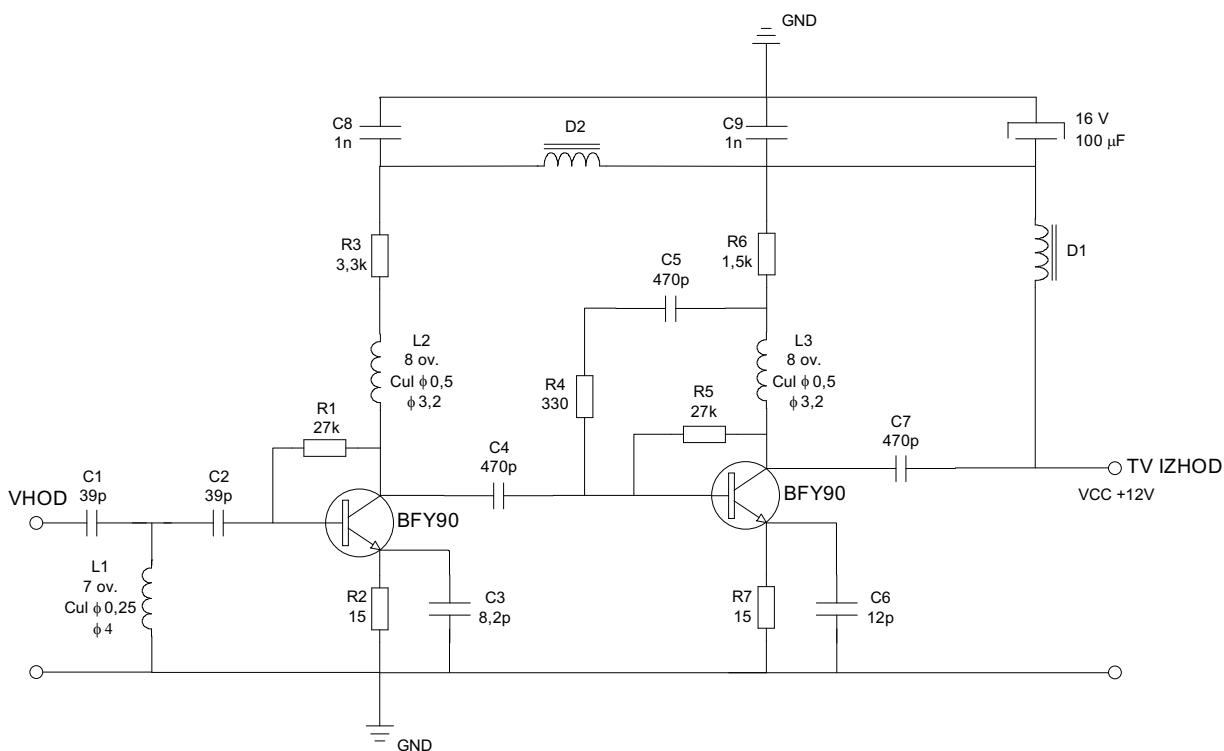 GND
C8
1n
D2
C9
1n
16 V
100 μF
R3
3,3k
C5
470p
R6
1,5k
D1
L2
8 ov.
Cul ϕ 0,5
ϕ 3,2
R4
330
L3
8 ov.
Cul ϕ 0,5
ϕ 3,2
R1
27k
R5
27k
C4
470p
C7
470p
VHOD
C1
39p
C2
39p
BFY90
BFY90
TV IZHOD
VCC +12V
L1
7 ov.
Cul ϕ 0,25
ϕ 4
R2
15
C3
8,2p
R7
15
C6
12p
GND